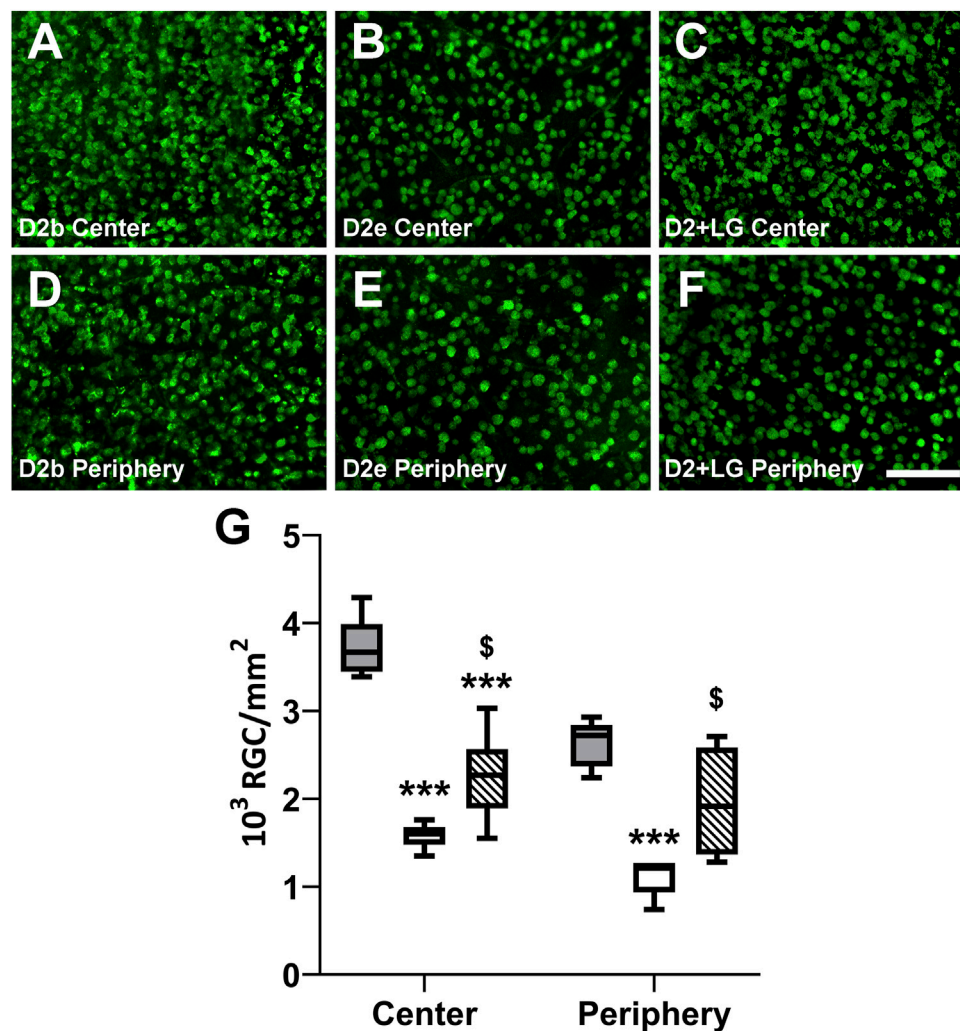 A
B
C
D2b Center
D2e Center
D2+LG Center
D
E
F
D2b Periphery
D2e Periphery
D2+LG Periphery
G
10³ RGC/mm²
5
4
3
2
1
0
***
$
***
***
$
Center
Periphery